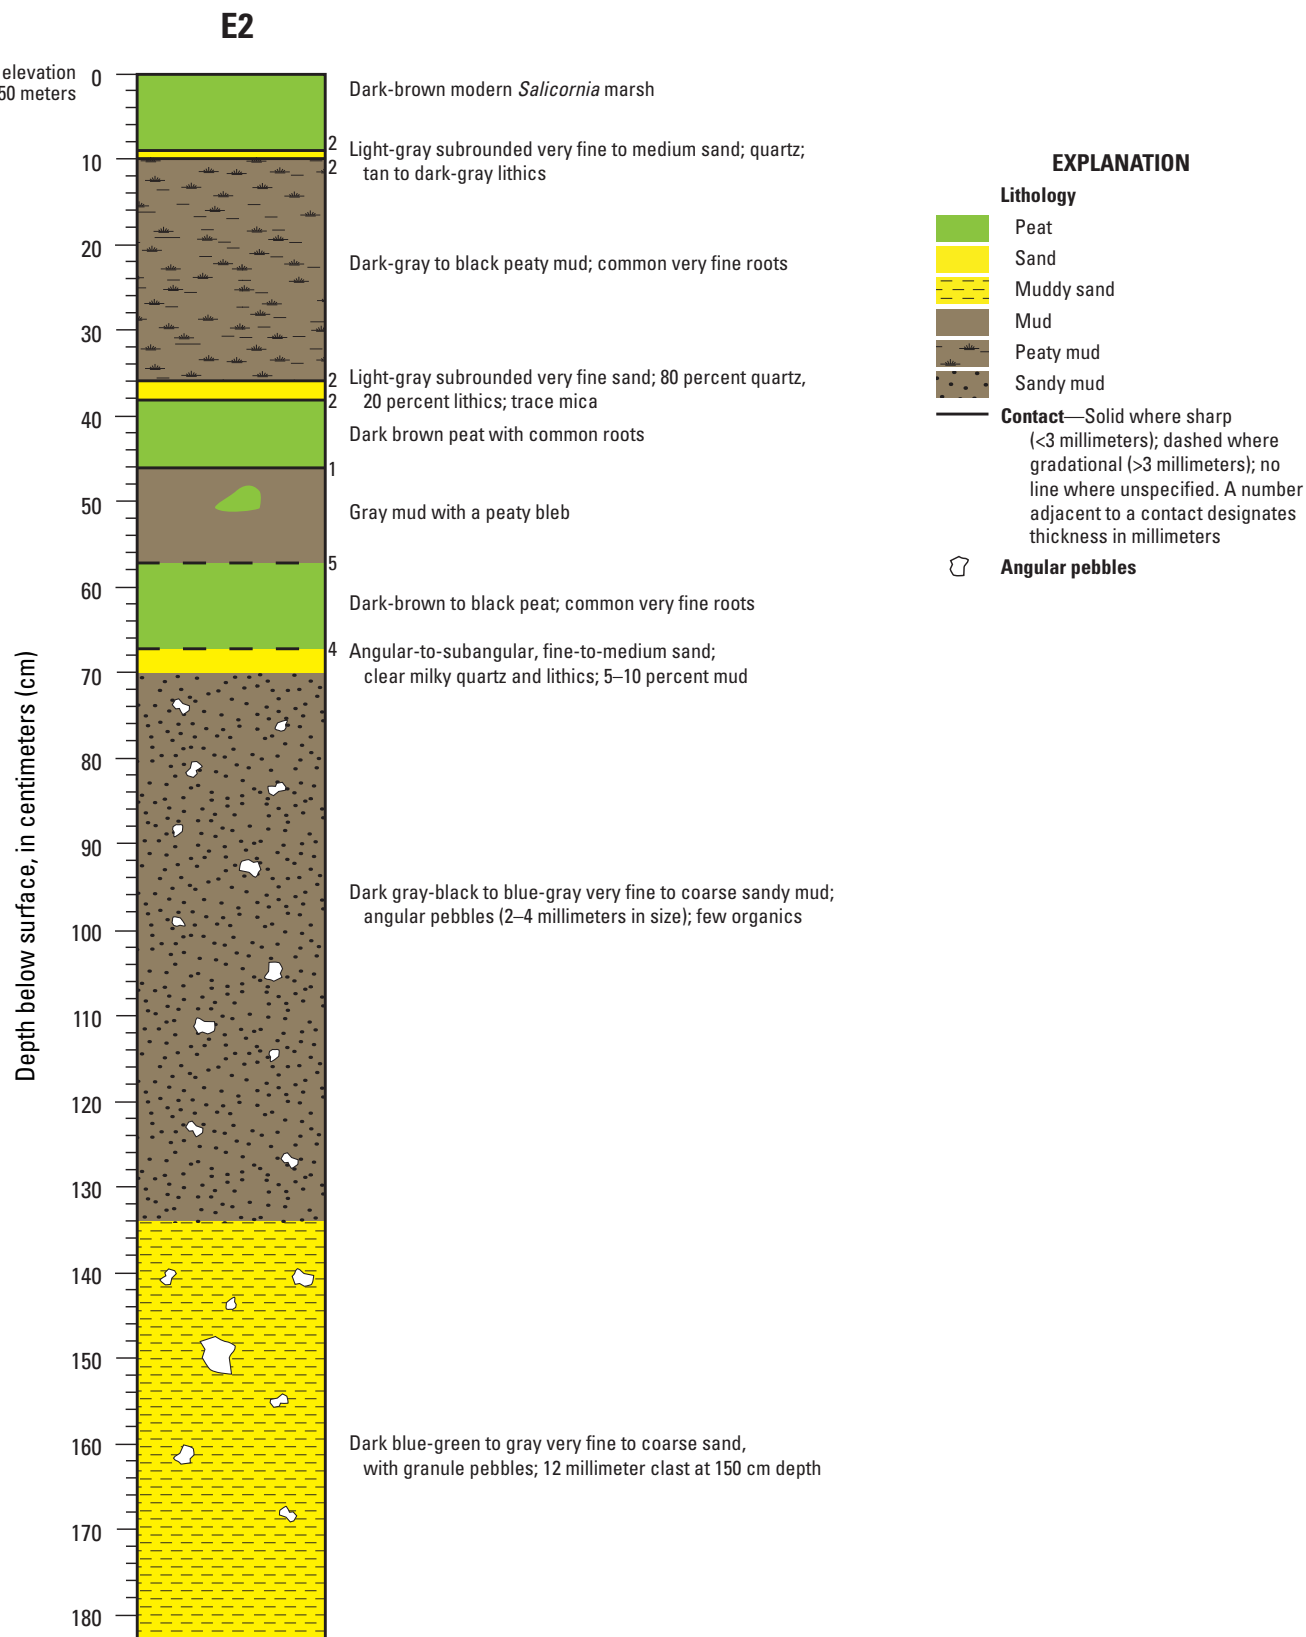 E2
elevation
50 meters
0
Dark-brown modern Salicornia marsh
2
Light-gray subrounded very fine to medium sand; quartz;
10
2
tan to dark-gray lithics
20
Dark-gray to black peaty mud; common very fine roots
30
2
Light-gray subrounded very fine sand; 80 percent quartz,
2
20 percent lithics; trace mica
40
Dark brown peat with common roots
1
50
Gray mud with a peaty bleb
5
60
Dark-brown to black peat; common very fine roots
4
Angular-to-subangular, fine-to-medium sand;
clear milky quartz and lithics; 5–10 percent mud
70
80
90
Dark gray-black to blue-gray very fine to coarse sandy mud;
angular pebbles (2–4 millimeters in size); few organics
100
110
120
130
140
150
160
Dark blue-green to gray very fine to coarse sand,
with granule pebbles; 12 millimeter clast at 150 cm depth
170
180
Depth below surface, in centimeters (cm)
EXPLANATION
Lithology
Peat
Sand
Muddy sand
Mud
Peaty mud
Sandy mud
Contact—Solid where sharp
(<3 millimeters); dashed where
gradational (>3 millimeters); no
line where unspecified. A number
adjacent to a contact designates
thickness in millimeters
Angular pebbles